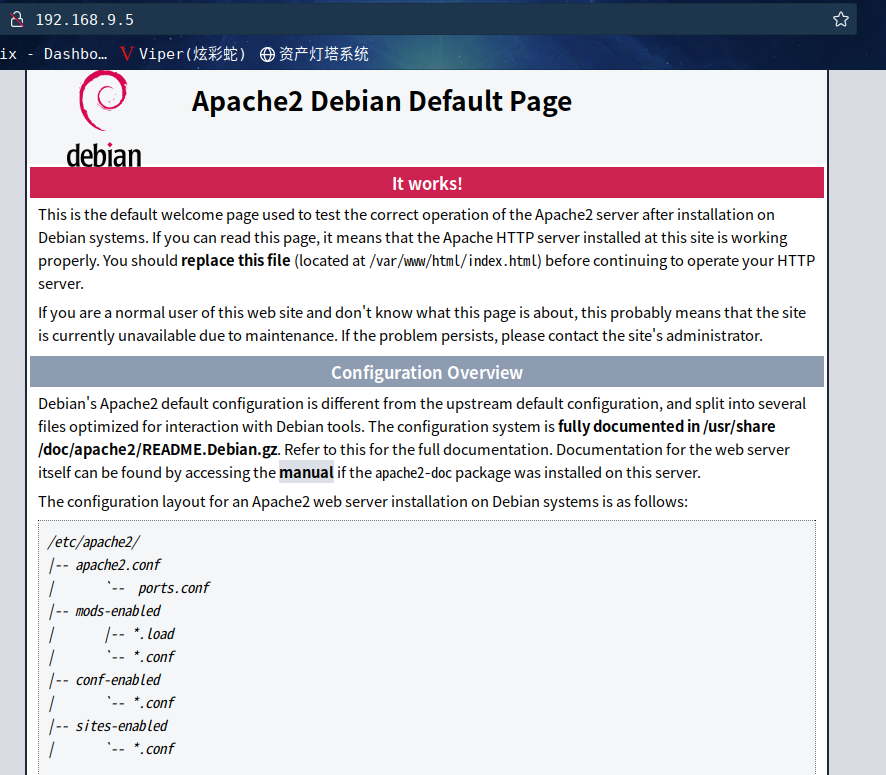 192.168.9.5
ix - Dashbo… Viper(炫彩蛇) 资产灯塔系统
Apache2 Debian Default Page
debian
It works!
This is the default welcome page used to test the correct operation of the Apache2 server after installation on
Debian systems. If you can read this page, it means that the Apache HTTP server installed at this site is working
properly. You should replace this file (located at /var/www/html/index.html) before continuing to operate your HTTP
server.
If you are a normal user of this web site and don't know what this page is about, this probably means that the site
is currently unavailable due to maintenance. If the problem persists, please contact the site's administrator.
Configuration Overview
Debian's Apache2 default configuration is different from the upstream default configuration, and split into several
files optimized for interaction with Debian tools. The configuration system is fully documented in /usr/share
/doc/apache2/README.Debian.gz. Refer to this for the full documentation. Documentation for the web server
itself can be found by accessing the manual if the apache2-doc package was installed on this server.
The configuration layout for an Apache2 web server installation on Debian systems is as follows:
/etc/apache2/
|-- apache2.conf
|       `--  ports.conf
|-- mods-enabled
|       |-- *.load
|       `-- *.conf
|-- conf-enabled
|       `-- *.conf
|-- sites-enabled
|       `-- *.conf